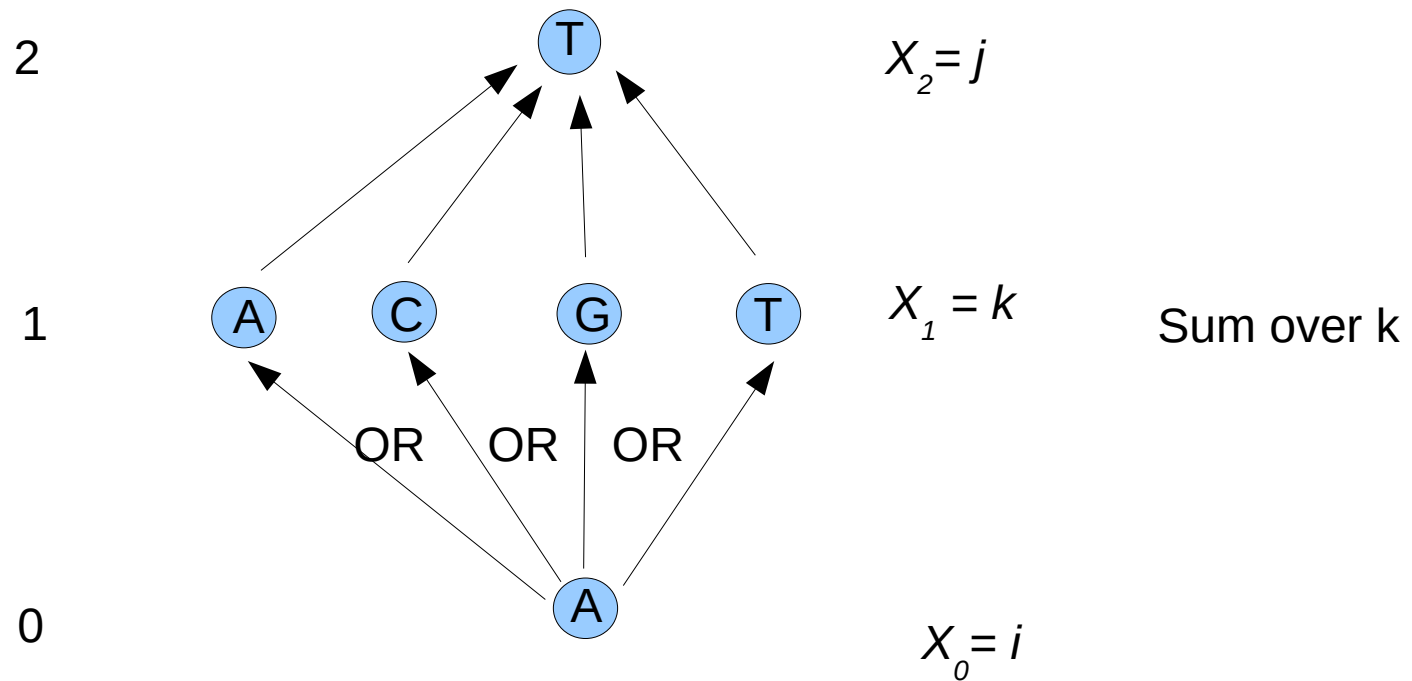 2 T X₂= j
1 A C G T X₁ = k Sum over k
OR OR OR
0 A X₀= i